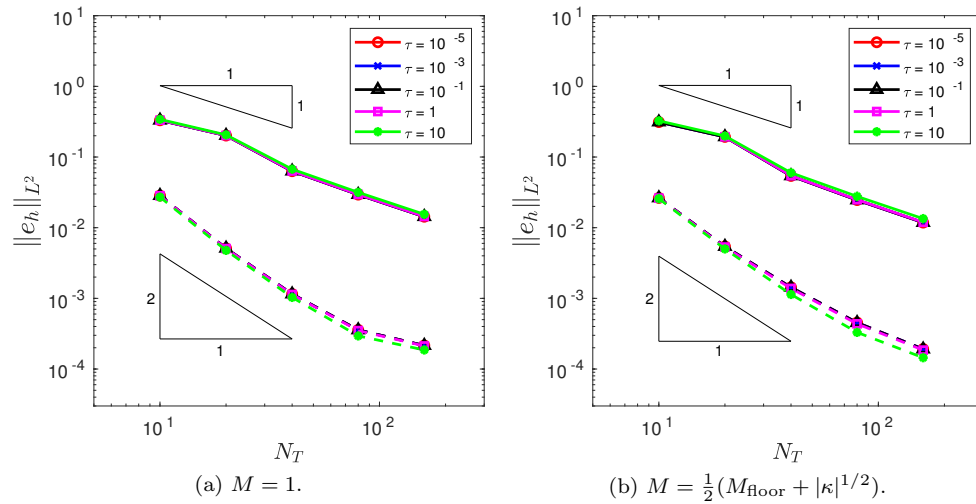 10^1
10^0
10^-1
10^-2
10^-3
10^-4
||e_h||_{L^2}
τ = 10 ^-5
τ = 10 ^-3
τ = 10 ^-1
τ = 1
τ = 10
1
1
2
1
10^1
10^2
N_T
(a) M = 1.
10^1
10^0
10^-1
10^-2
10^-3
10^-4
||e_h||_{L^2}
τ = 10 ^-5
τ = 10 ^-3
τ = 10 ^-1
τ = 1
τ = 10
1
1
2
1
10^1
10^2
N_T
(b) M = \frac{1}{2}(M_{floor} + |κ|^{1/2}).